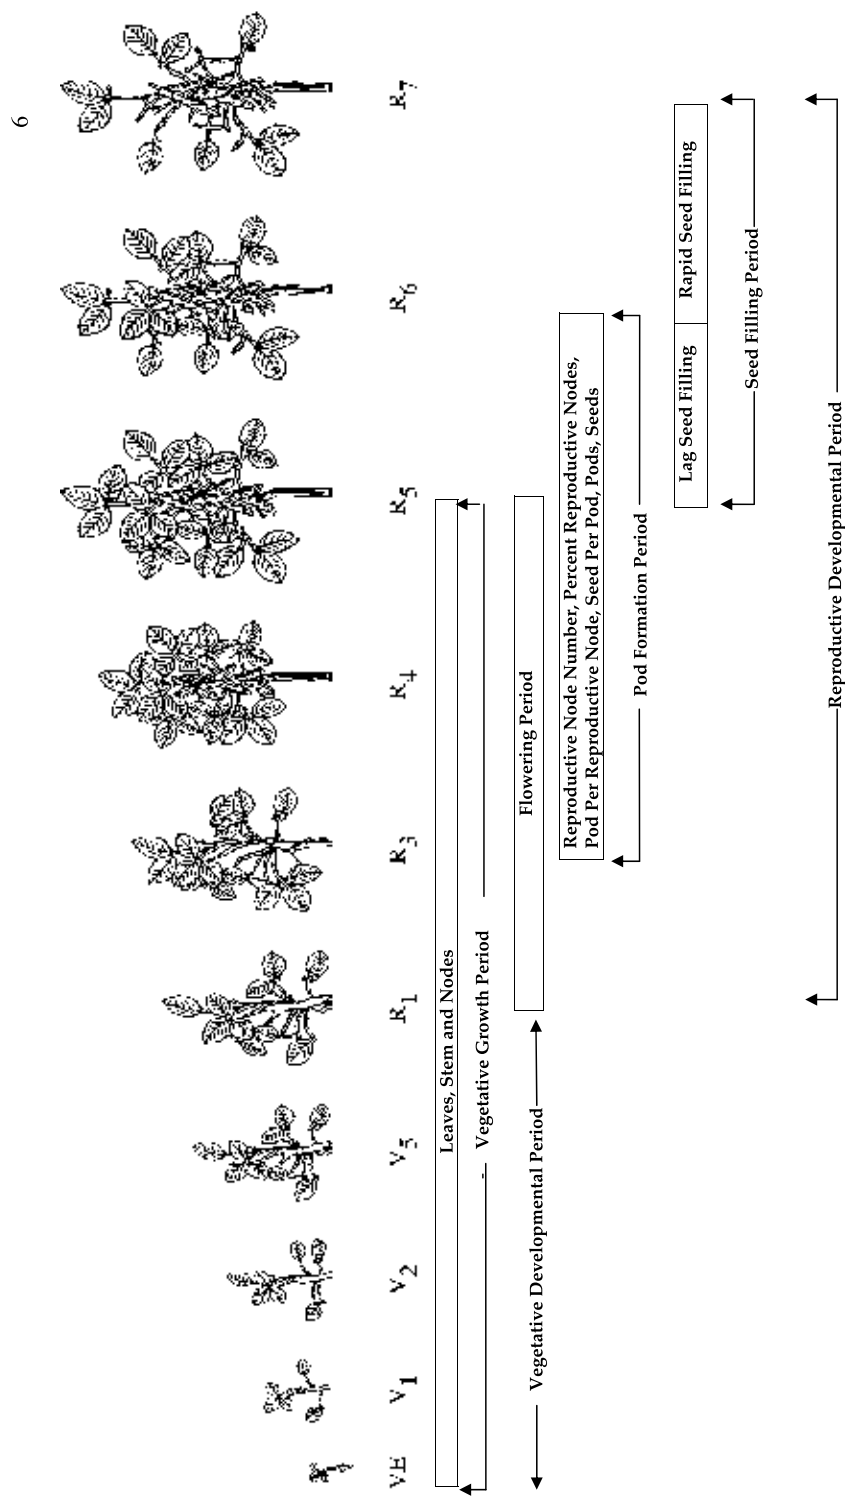 6
VE V1 V2 V5 R1 R3 R4 R5 R6 R7
Leaves, Stem and Nodes
- Vegetative Growth Period
Vegetative Developmental Period
Flowering Period
Reproductive Node Number, Percent Reproductive Nodes,
Pod Per Reproductive Node, Seed Per Pod, Pods, Seeds
Pod Formation Period
Lag Seed Filling Rapid Seed Filling
Seed Filling Period
Reproductive Developmental Period